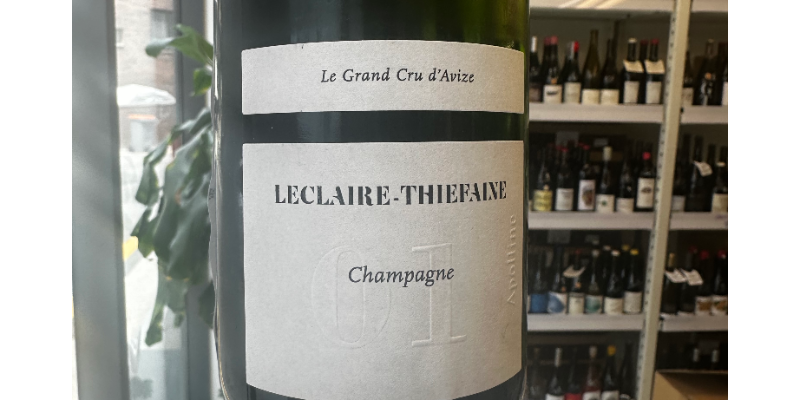 Le Grand Cru d'Avize
LECLAIRE-THIEFAINE
01
Champagne
Apolline